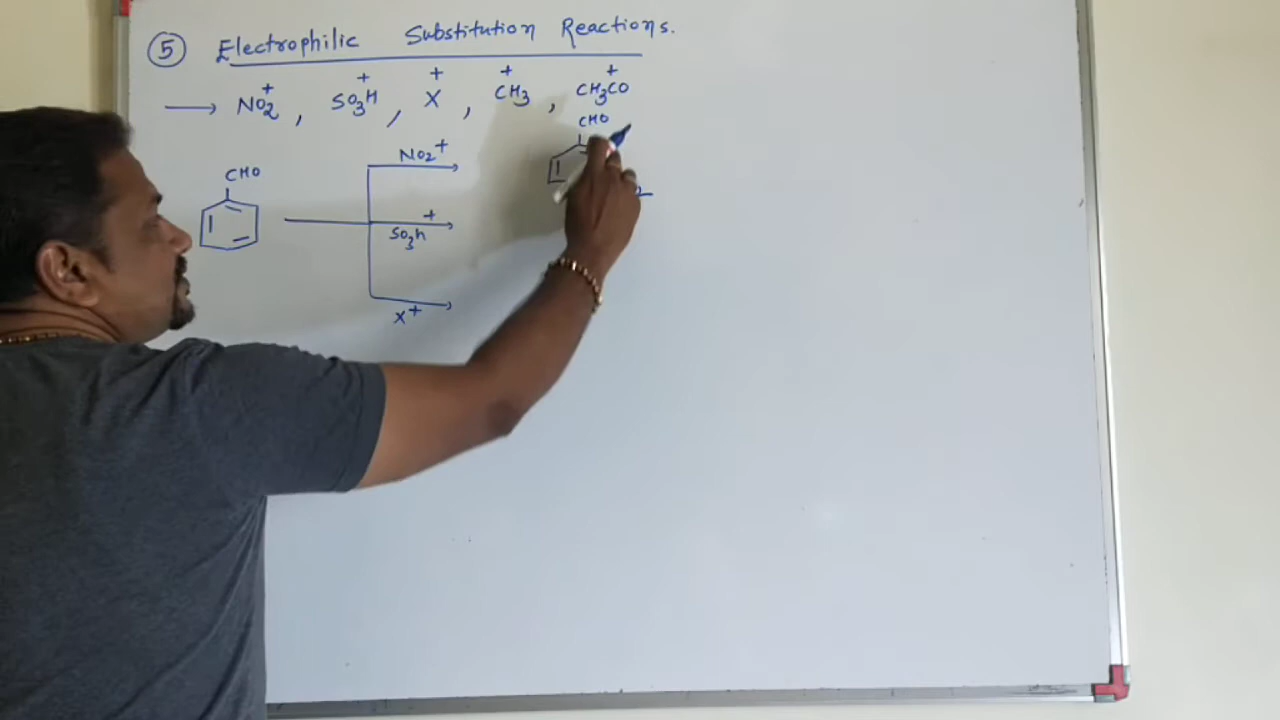 ⑤ Electrophilic Substitution Reactions.
→ NO2+, SO3H+, X+, CH3+, CH3CO+
CHO
NO2+
CHO
SO3h+
X+